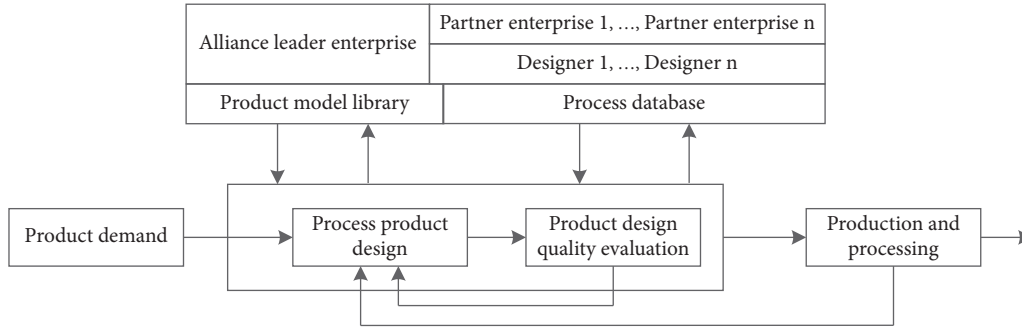 Alliance leader enterprise
Partner enterprise 1, ..., Partner enterprise n
Designer 1, ..., Designer n
Product model library
Process database
Product demand
Process product
design
Product design
quality evaluation
Production and
processing